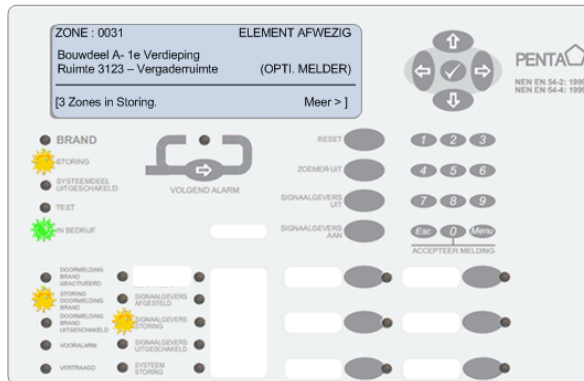 ZONE : 0031 ELEMENT AFWEZIG
Bouwdeel A- 1e Verdieping
Ruimte 3123 – Vergaderruimte (OPTI. MELDER)
[3 Zones in Storing. Meer > ]
PENTA
NEN EN 54-2: 1999
NEN EN 54-4: 1999
BRAND
STORING
SYSTEEMDEEL
UITGESCHAKELD
TEST
IN BEDRIJF
VOLGEND ALARM
RESET
ZOEMER UIT
SIGNAALGEVERS
UIT
SIGNAALGEVERS
AAN
1 2 3
4 5 6
7 8 9
Esc 0 Menu
ACCEPTEER MELDING
DOORMELDING
BRAND
GEACTIVEERD
STORING
DOORMELDING
BRAND
DOORMELDING
BRAND
UITGESCHAKELD
VOORALARM
VERTRAAGD
SIGNAALGEVERS
AFGESTELD
SIGNAALGEVERS
STORING
SIGNAALGEVERS
UITGESCHAKELD
SYSTEEM
STORING